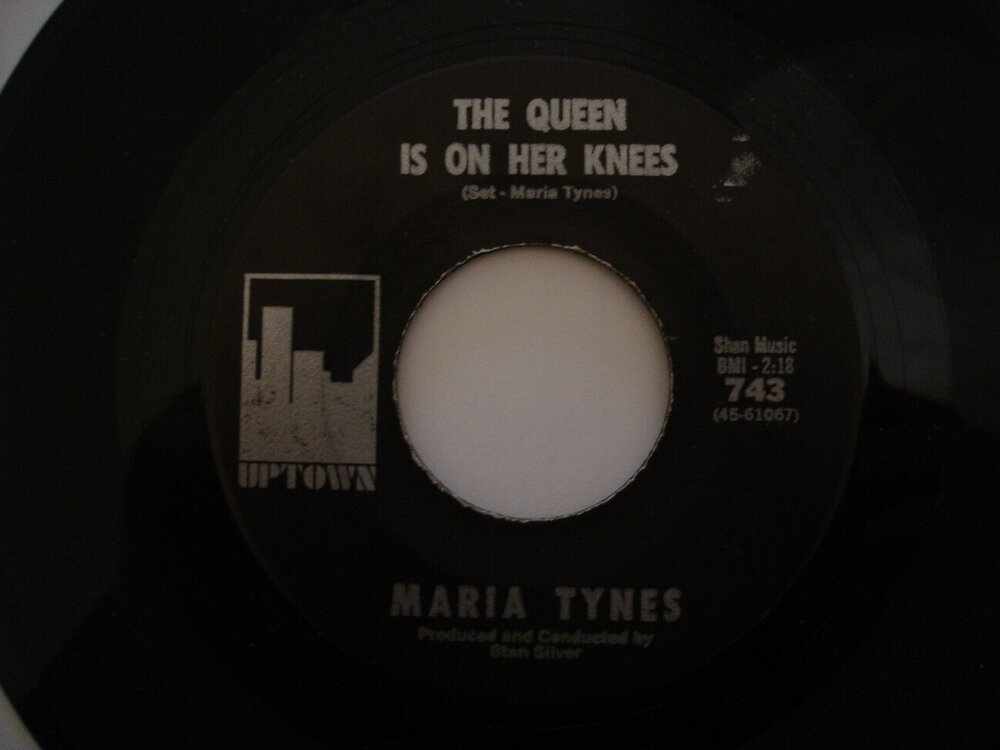 THE QUEEN
IS ON HER KNEES
(Set - Maria Tynes)
UPTOWN
Shan Music
BMI - 2:18
743
(45-61067)
MARIA TYNES
Produced and Conducted by
Stan Silver